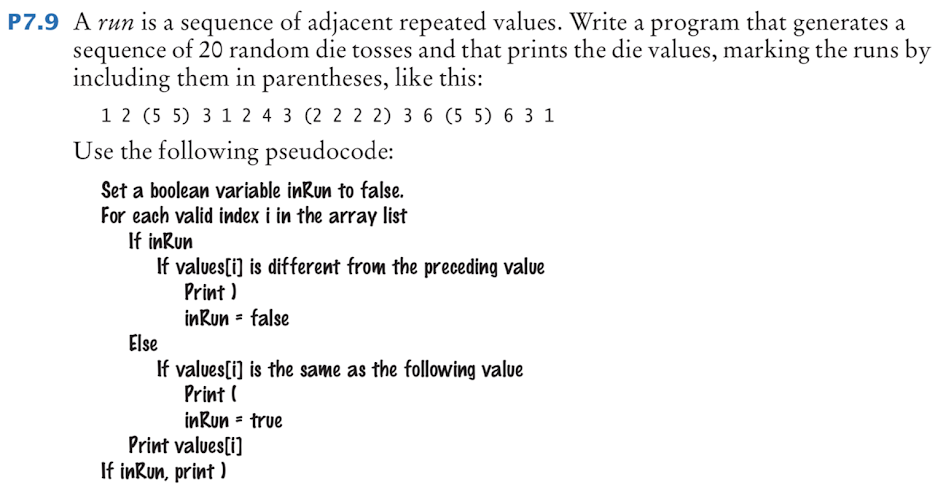 P7.9 A run is a sequence of adjacent repeated values. Write a program that generates a
sequence of 20 random die tosses and that prints the die values, marking the runs by
including them in parentheses, like this:
1 2 (5 5) 3 1 2 4 3 (2 2 2 2) 3 6 (5 5) 6 3 1
Use the following pseudocode:
Set a boolean variable inRun to false.
For each valid index i in the array list
If inRun
If values[i] is different from the preceding value
Print )
inRun = false
Else
If values[i] is the same as the following value
Print (
inRun = true
Print values[i]
If inRun, print )